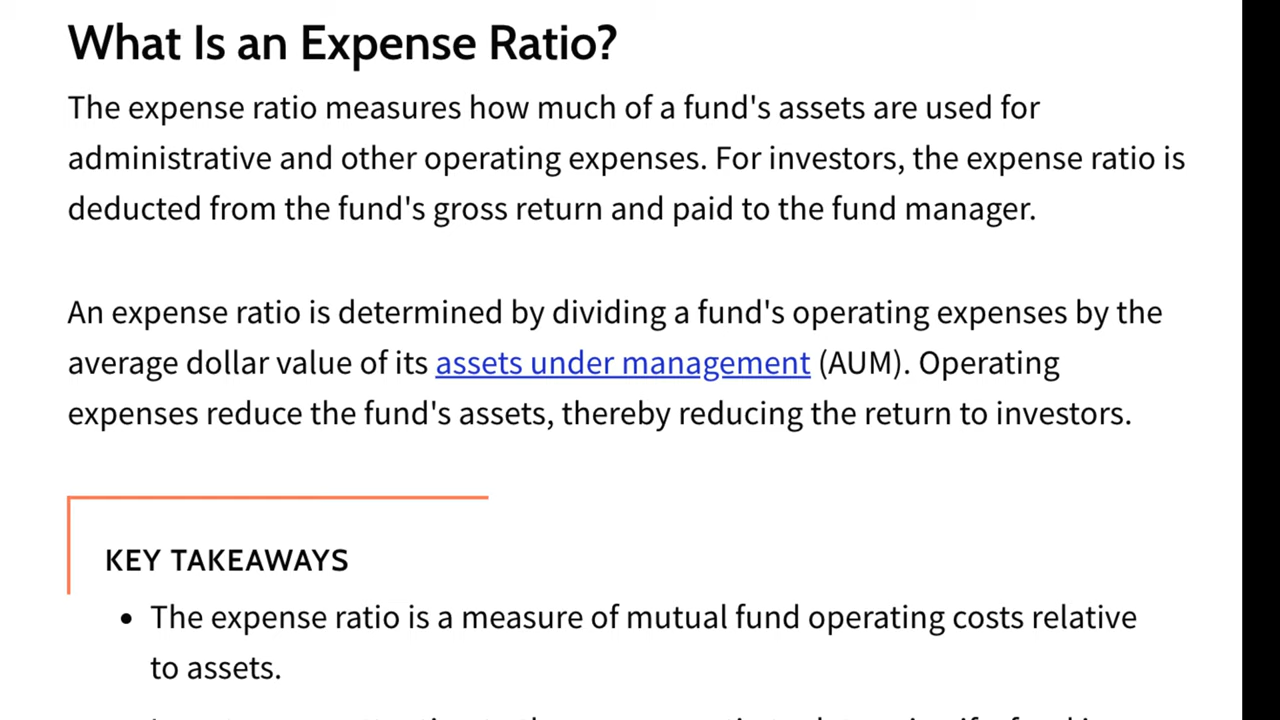 What Is an Expense Ratio?
The expense ratio measures how much of a fund's assets are used for
administrative and other operating expenses. For investors, the expense ratio is
deducted from the fund's gross return and paid to the fund manager.
An expense ratio is determined by dividing a fund's operating expenses by the
average dollar value of its assets under management (AUM). Operating
expenses reduce the fund's assets, thereby reducing the return to investors.
KEY TAKEAWAYS
• The expense ratio is a measure of mutual fund operating costs relative
to assets.